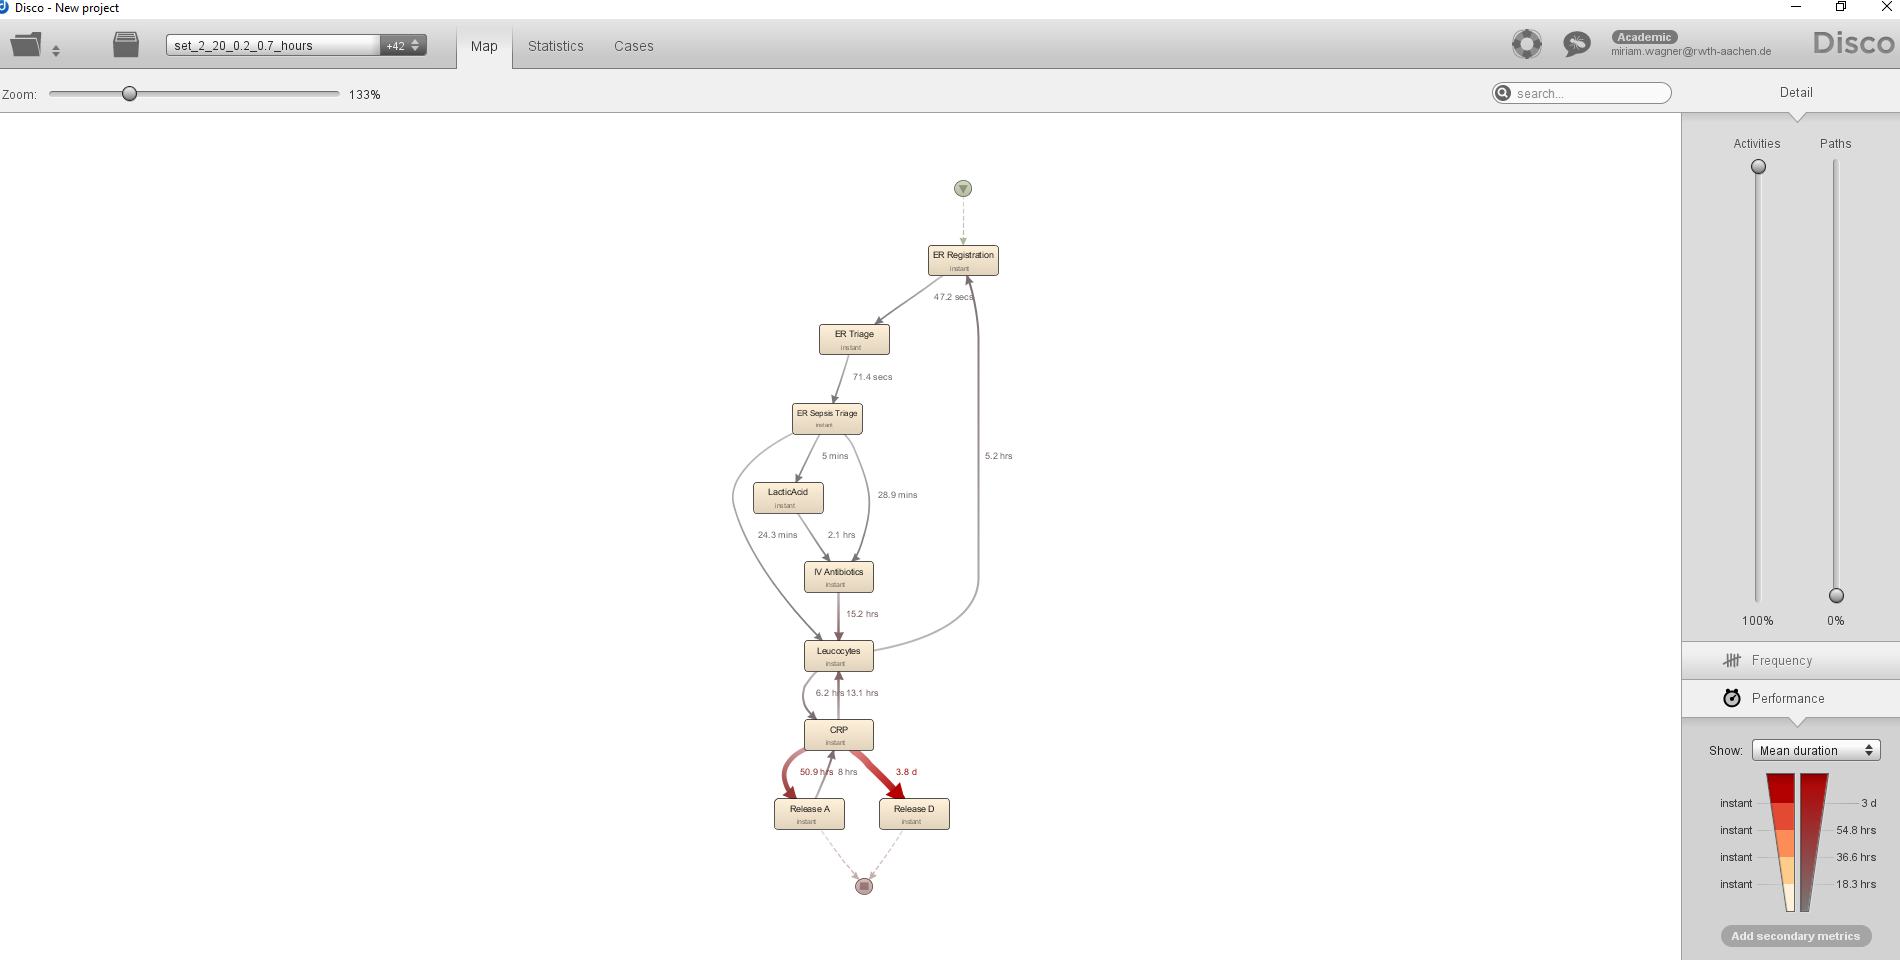 Disco - New project
set_2_20_0.2_0.7_hours
+42
Map
Statistics
Cases
Academic
miriam.wagner@rwth-aachen.de
Disco
Zoom:
133%
search...
Detail
Activities
Paths
ER Registration
instant
47.2 secs
ER Triage
instant
71.4 secs
ER Sepsis Triage
instant
5 mins
5.2 hrs
LacticAcid
instant
28.9 mins
24.3 mins
2.1 hrs
IV Antibiotics
instant
15.2 hrs
Leucocytes
instant
6.2 hrs
13.1 hrs
CRP
instant
50.9 hrs
8 hrs
3.8 d
Release A
instant
Release D
instant
100%
0%
Frequency
Performance
Show:
Mean duration
instant
3 d
instant
54.8 hrs
instant
36.6 hrs
instant
18.3 hrs
Add secondary metrics